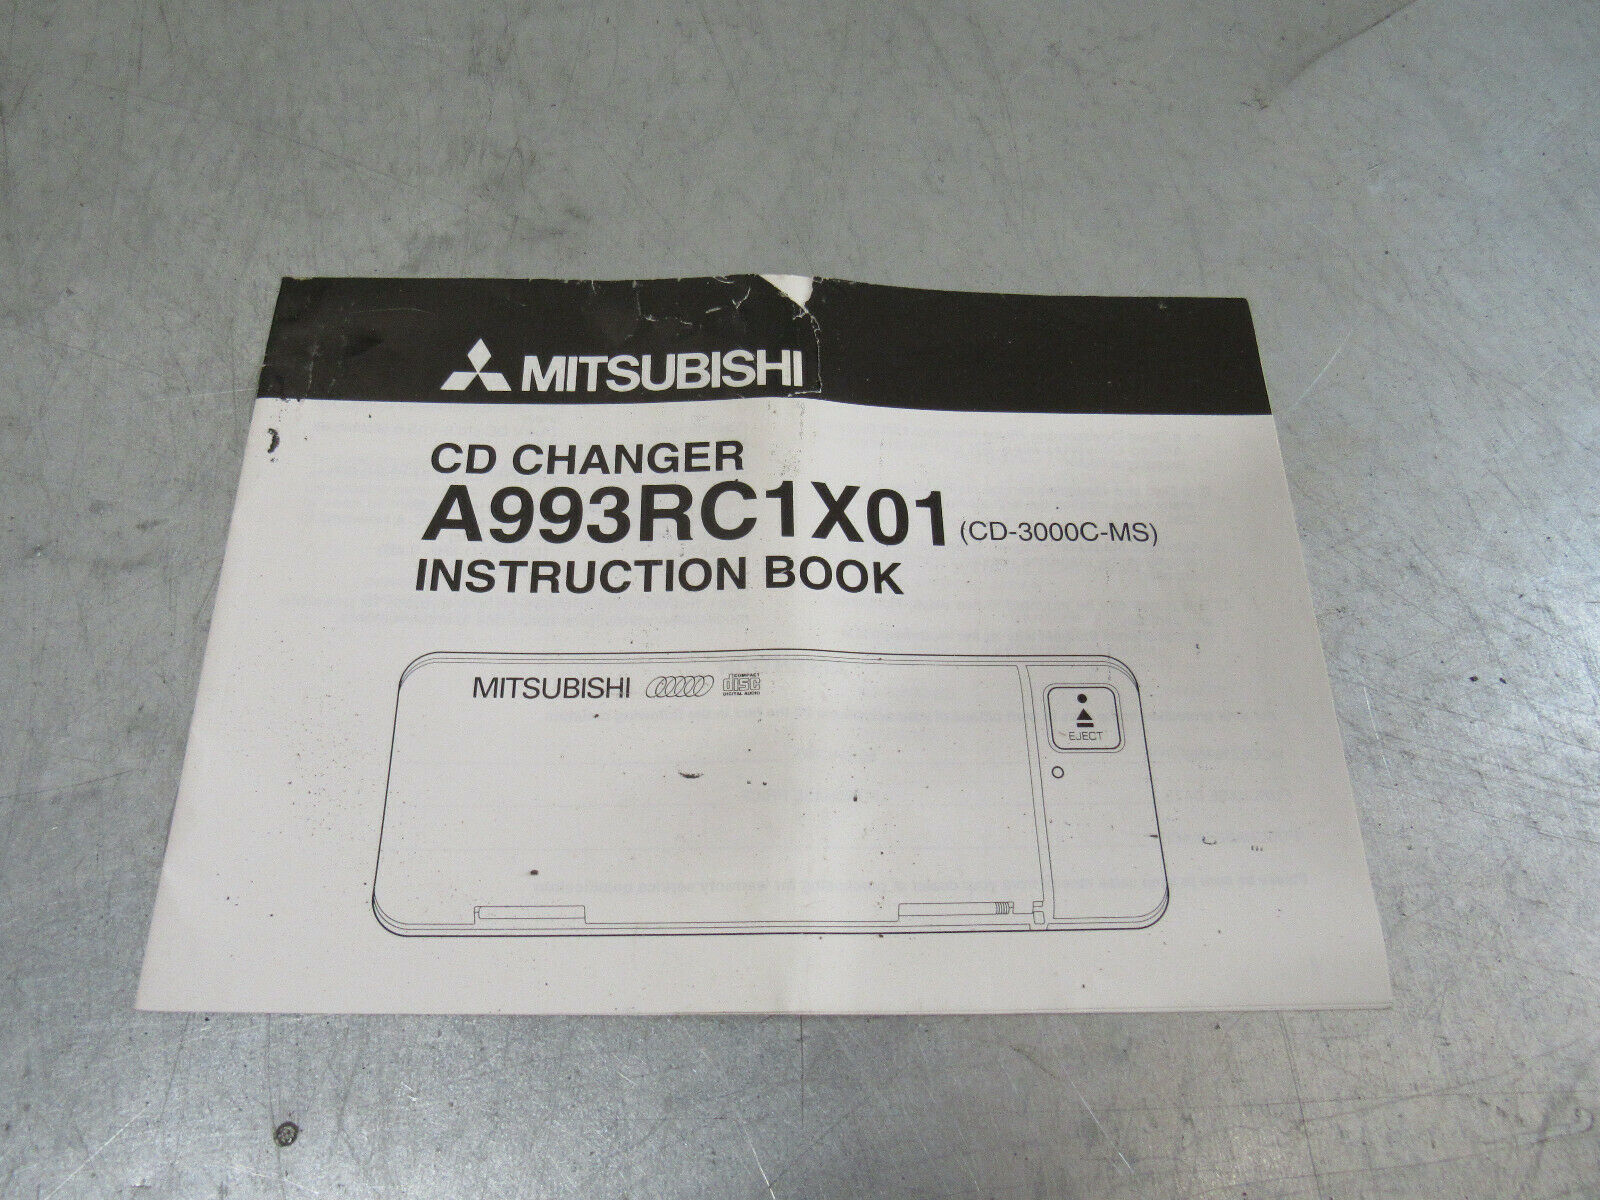 MITSUBISHI
CD CHANGER
A993RC1X01 (CD-3000C-MS)
INSTRUCTION BOOK
MITSUBISHI COMPACT disc DIGITAL AUDIO
EJECT